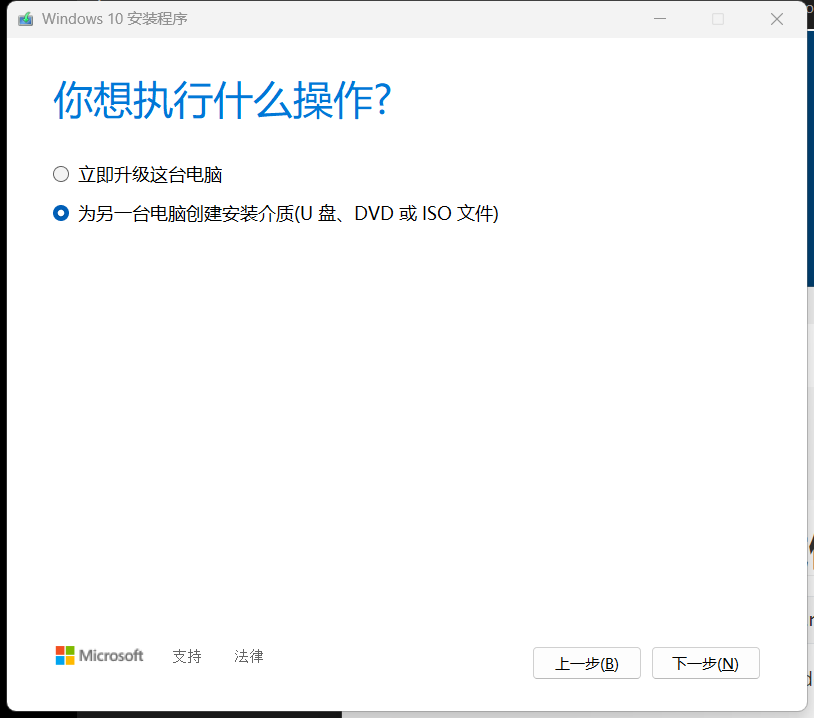 Windows 10 安装程序
你想执行什么操作?
立即升级这台电脑
为另一台电脑创建安装介质(U 盘、DVD 或 ISO 文件)
Microsoft 支持 法律 上一步(B) 下一步(N)